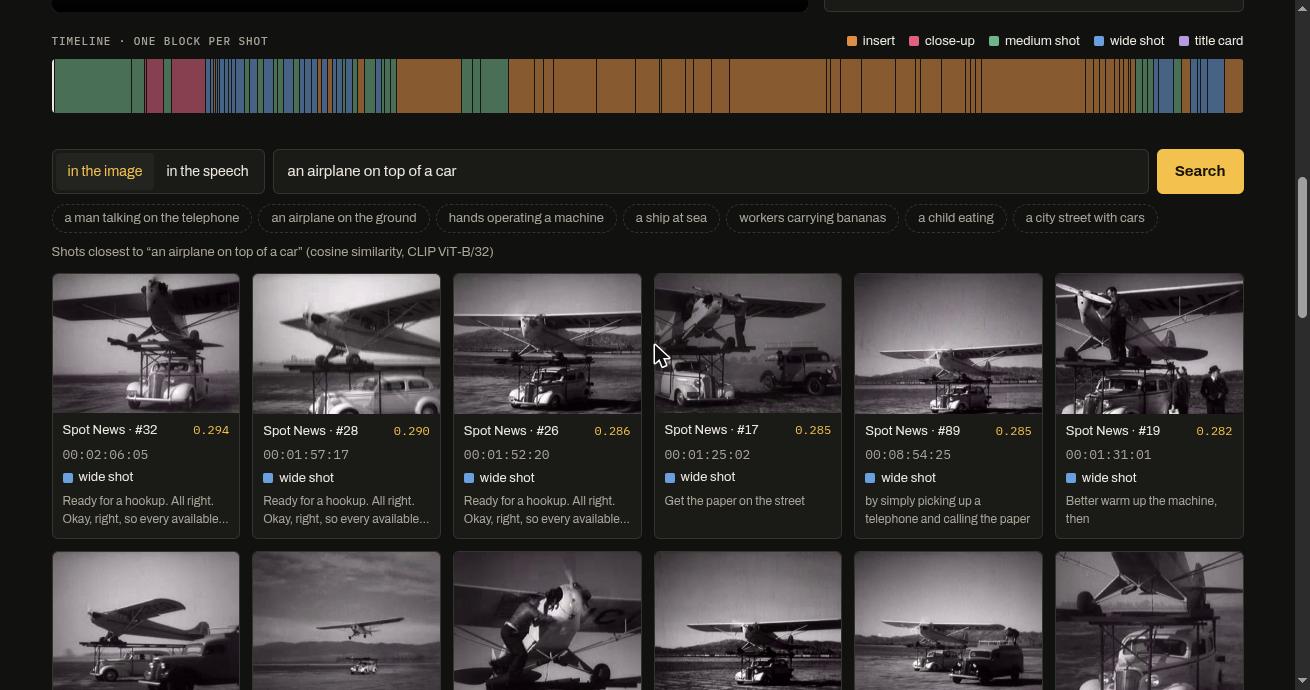 TIMELINE · ONE BLOCK PER SHOT
insert
close-up
medium shot
wide shot
title card
in the image
in the speech
an airplane on top of a car
Search
a man talking on the telephone
an airplane on the ground
hands operating a machine
a ship at sea
workers carrying bananas
a child eating
a city street with cars
Shots closest to “an airplane on top of a car” (cosine similarity, CLIP ViT-B/32)
Spot News · #32 0.294
00:02:06:05
wide shot
Ready for a hookup. All right.
Okay, right, so every available...
Spot News · #28 0.290
00:01:57:17
wide shot
Ready for a hookup. All right.
Okay, right, so every available...
Spot News · #26 0.286
00:01:52:20
wide shot
Ready for a hookup. All right.
Okay, right, so every available...
Spot News · #17 0.285
00:01:25:02
wide shot
Get the paper on the street
Spot News · #89 0.285
00:08:54:25
wide shot
by simply picking up a
telephone and calling the paper
Spot News · #19 0.282
00:01:31:01
wide shot
Better warm up the machine,
then